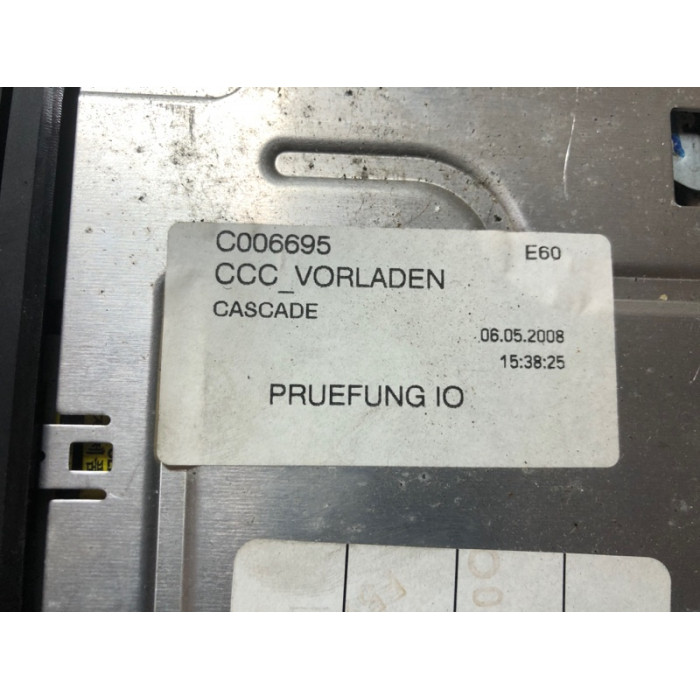 C006695
E60
CCC_VORLADEN
CASCADE
06.05.2008
15:38:25
PRUEFUNG IO